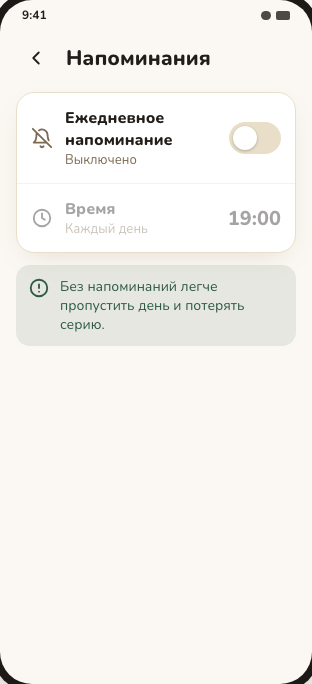 9:41
Напоминания
Ежедневное
напоминание
Выключено
Время
Каждый день
19:00
Без напоминаний легче
пропустить день и потерять
серию.